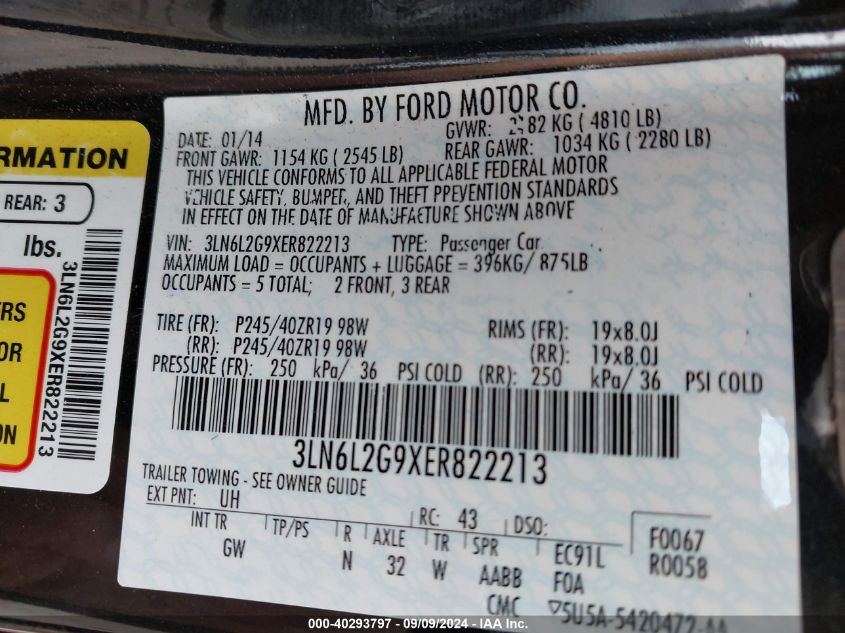 RMATION
REAR: 3
lbs.
ERS
OR
L
ON
3LN6L2G9XER822213
MFD. BY FORD MOTOR CO.
DATE: 01/14
GVWR: 82 KG ( 4810 LB)
FRONT GAWR: 1154 KG ( 2545 LB)
REAR GAWR: 1034 KG ( 2280 LB)
THIS VEHICLE CONFORMS TO ALL APPLICABLE FEDERAL MOTOR
VEHICLE SAFETY, BUMPER, AND THEFT PREVENTION STANDARDS
IN EFFECT ON THE DATE OF MANUFACTURE SHOWN ABOVE
VIN: 3LN6L2G9XER822213 TYPE: Passenger Car
MAXIMUM LOAD = OCCUPANTS + LUGGAGE = 396KG/ 875LB
OCCUPANTS = 5 TOTAL; 2 FRONT, 3 REAR
TIRE (FR): P245/40ZR19 98W RIMS (FR): 19x8.0J
(RR): P245/40ZR19 98W (RR): 19x8.0J
PRESSURE (FR): 250 kPa/ 36 PSI COLD (RR): 250 kPa/ 36 PSI COLD
3LN6L2G9XER822213
TRAILER TOWING - SEE OWNER GUIDE
EXT PNT: UH RC: 43 DSO: F0067
INT TR TP/PS R AXLE TR SPR EC91L R0058
GW N 32 W AABB FOA
CMC 5U5A-5420472-AA
000-40293797 - 09/09/2024 - IAA Inc.